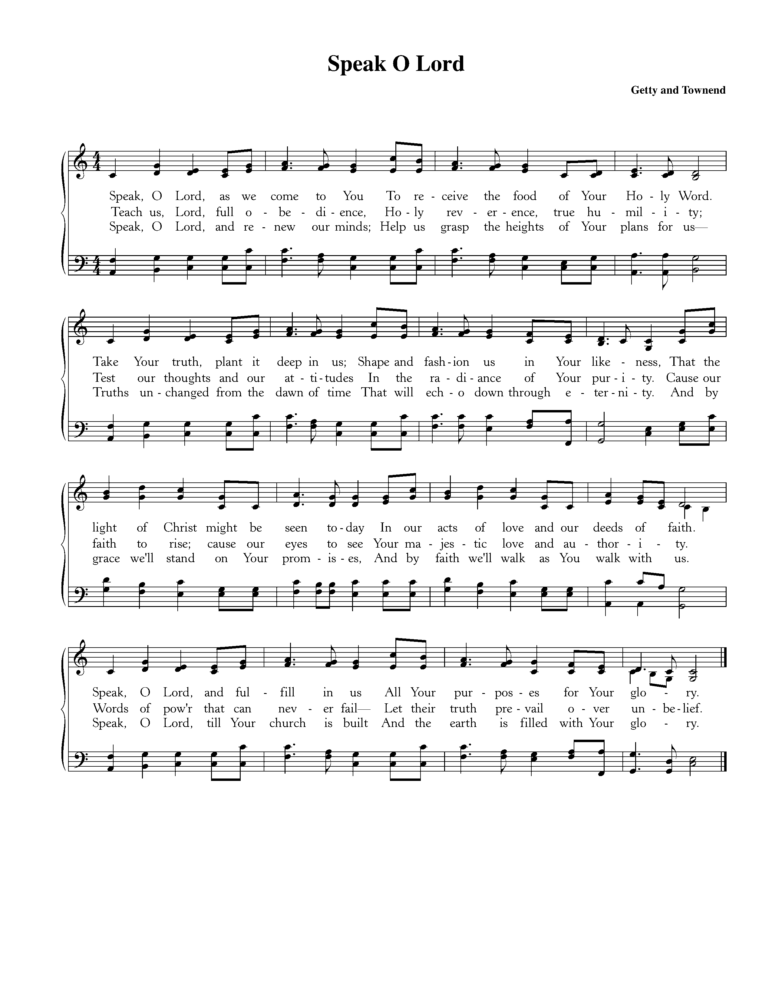 Speak O Lord
Getty and Townend
4 4
Speak, O Lord, as we come to You To re - ceive the food of Your Ho - ly Word.
Teach us, Lord, full o - be - di - ence, Ho - ly rev - er - ence, true hu - mil - i - ty;
Speak, O Lord, and re - new our minds; Help us grasp the heights of Your plans for us—
4 4
Take Your truth, plant it deep in us; Shape and fash - ion us in Your like - ness, That the
Test our thoughts and our at - ti - tudes In the ra - di - ance of Your pur - i - ty. Cause our
Truths un - changed from the dawn of time That will ech - o down through e - ter - ni - ty. And by
light of Christ might be seen to - day In our acts of love and our deeds of faith.
faith to rise; cause our eyes to see Your ma - jes - tic love and au - thor - i - ty.
grace we'll stand on Your prom - is - es, And by faith we'll walk as You walk with us.
Speak, O Lord, and ful - fill in us All Your pur - pos - es for Your glo - ry.
Words of pow'r that can nev - er fail— Let their truth pre - vail o - ver un - be - lief.
Speak, O Lord, till Your church is built And the earth is filled with Your glo - ry.